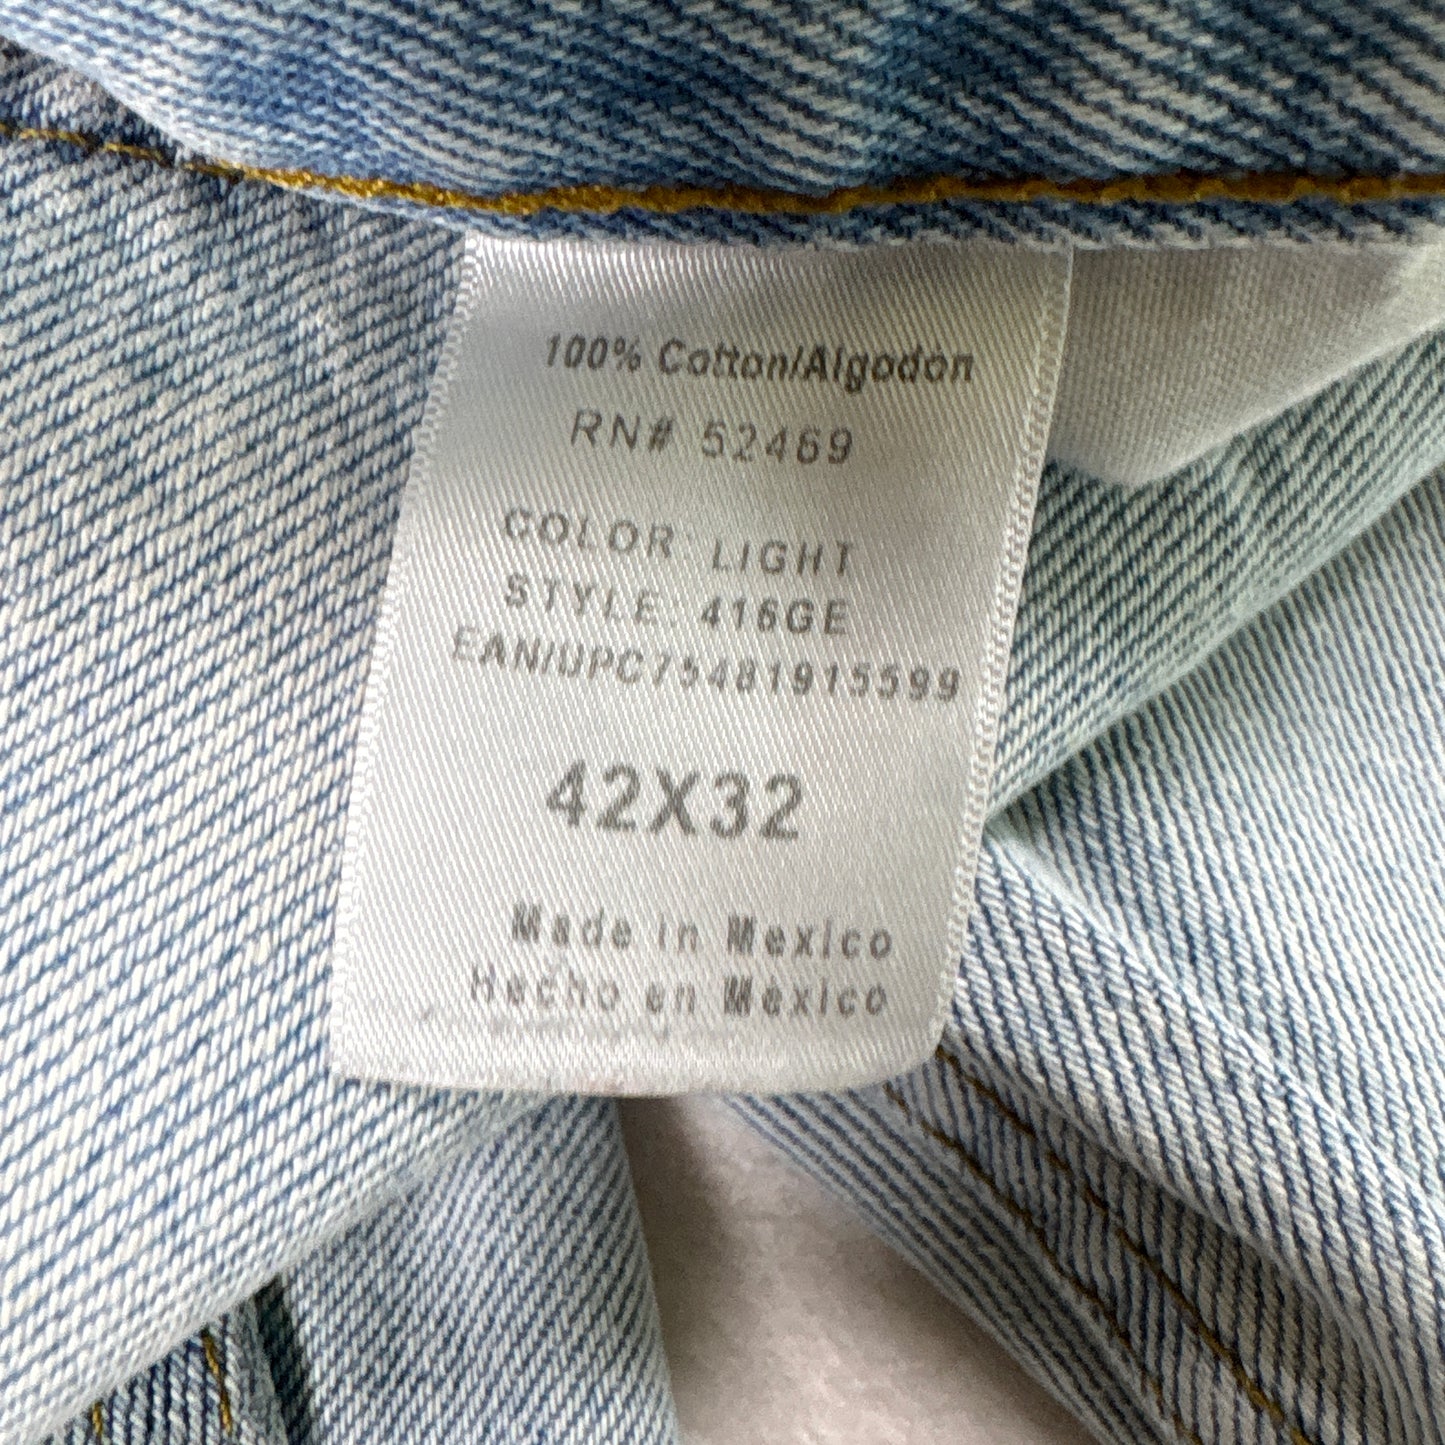 100% Cotton/Algodon
RN# 52469
COLOR: LIGHT
STYLE: 416GE
EAN/UPC75481915599
42X32
Made in Mexico
Hecho en México